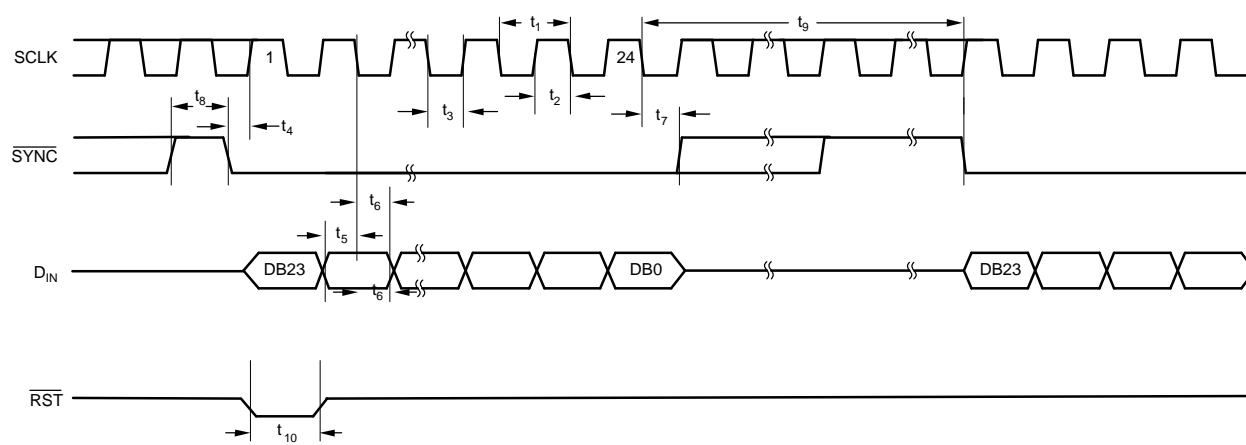 t1
t9
SCLK
1
24
t8
t4
t3
t2
t7
SYNC
t6
t5
DIN
DB23
DB0
DB23
t6
RST
t10